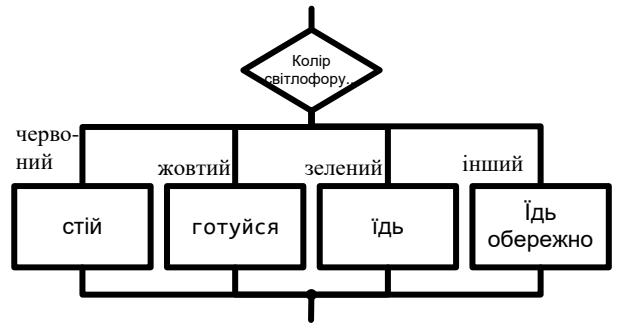 Колір
світлофору..
черво-
ний
жовтий
зелений
інший
стій
готуйся
їдь
Їдь
обережно